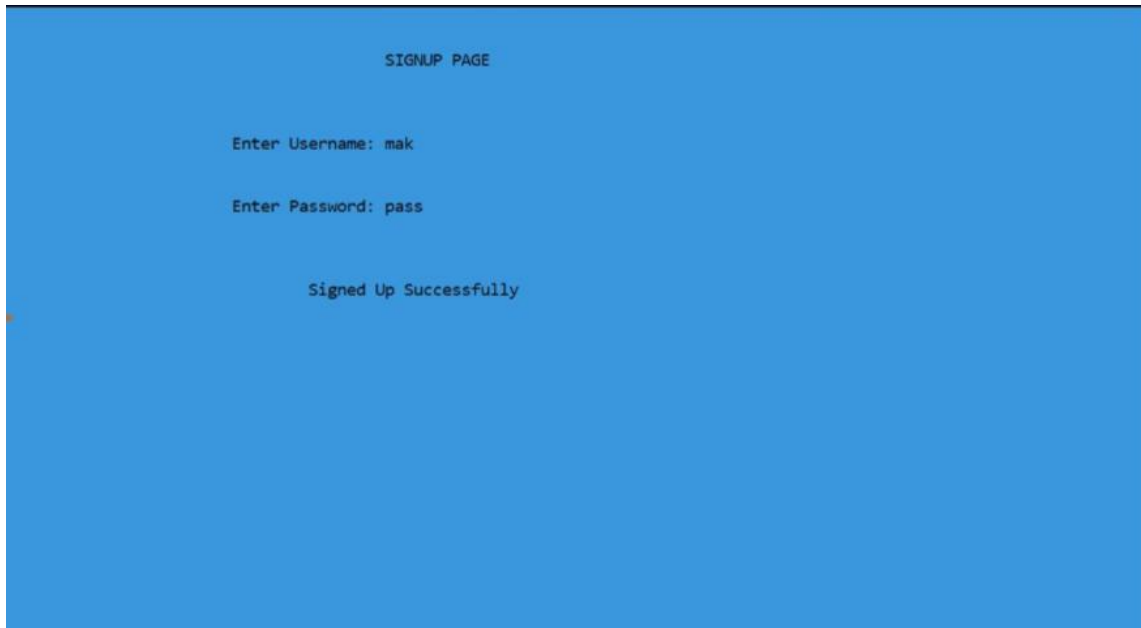 SIGNUP PAGE
Enter Username: mak
Enter Password: pass
Signed Up Successfully